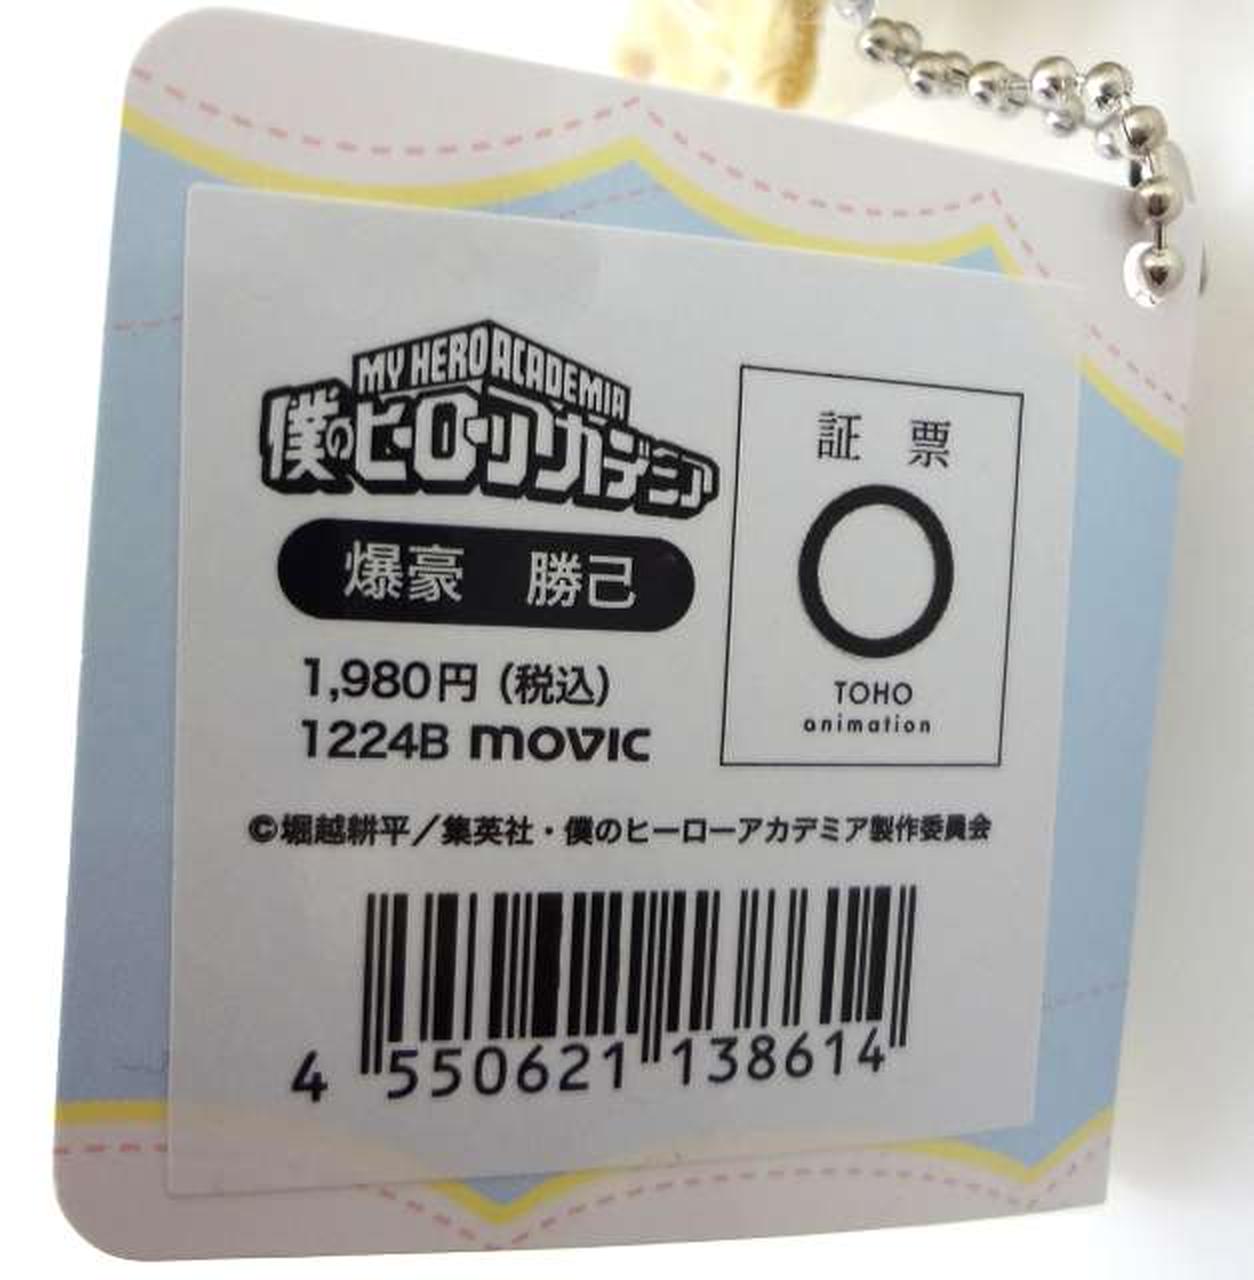 MY HERO ACADEMIA
僕のヒーローアカデミア
爆豪 勝己
1,980円（税込）
1224B movic
証 票
TOHO
animation
©堀越耕平／集英社・僕のヒーローアカデミア製作委員会
4 550621 138614